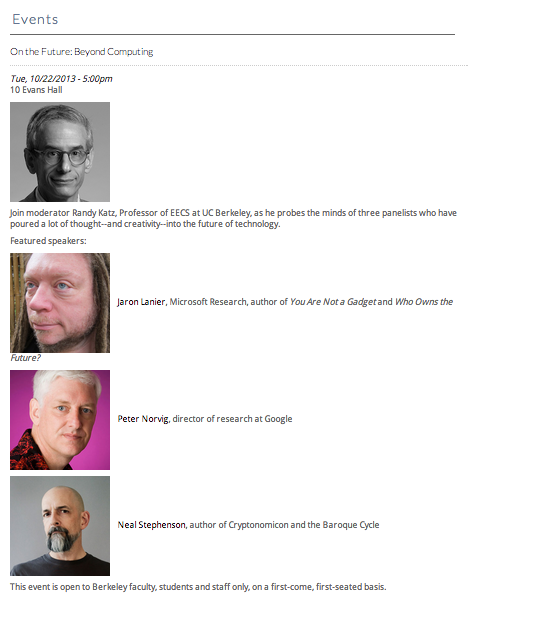 Events
On the Future: Beyond Computing
Tue, 10/22/2013 - 5:00pm
10 Evans Hall
Join moderator Randy Katz, Professor of EECS at UC Berkeley, as he probes the minds of three panelists who have
poured a lot of thought--and creativity--into the future of technology.
Featured speakers:
Jaron Lanier, Microsoft Research, author of You Are Not a Gadget and Who Owns the
Future?
Peter Norvig, director of research at Google
Neal Stephenson, author of Cryptonomicon and the Baroque Cycle
This event is open to Berkeley faculty, students and staff only, on a first-come, first-seated basis.